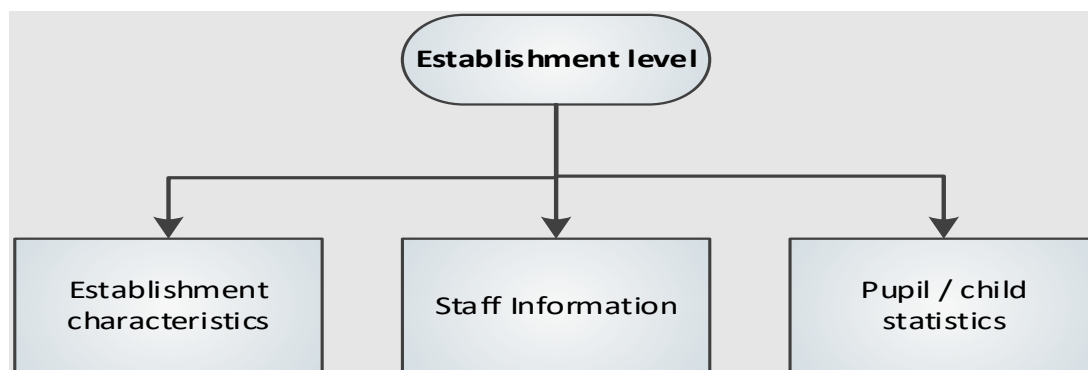 Establishment level
Establishment
characteristics
Staff Information
Pupil / child
statistics